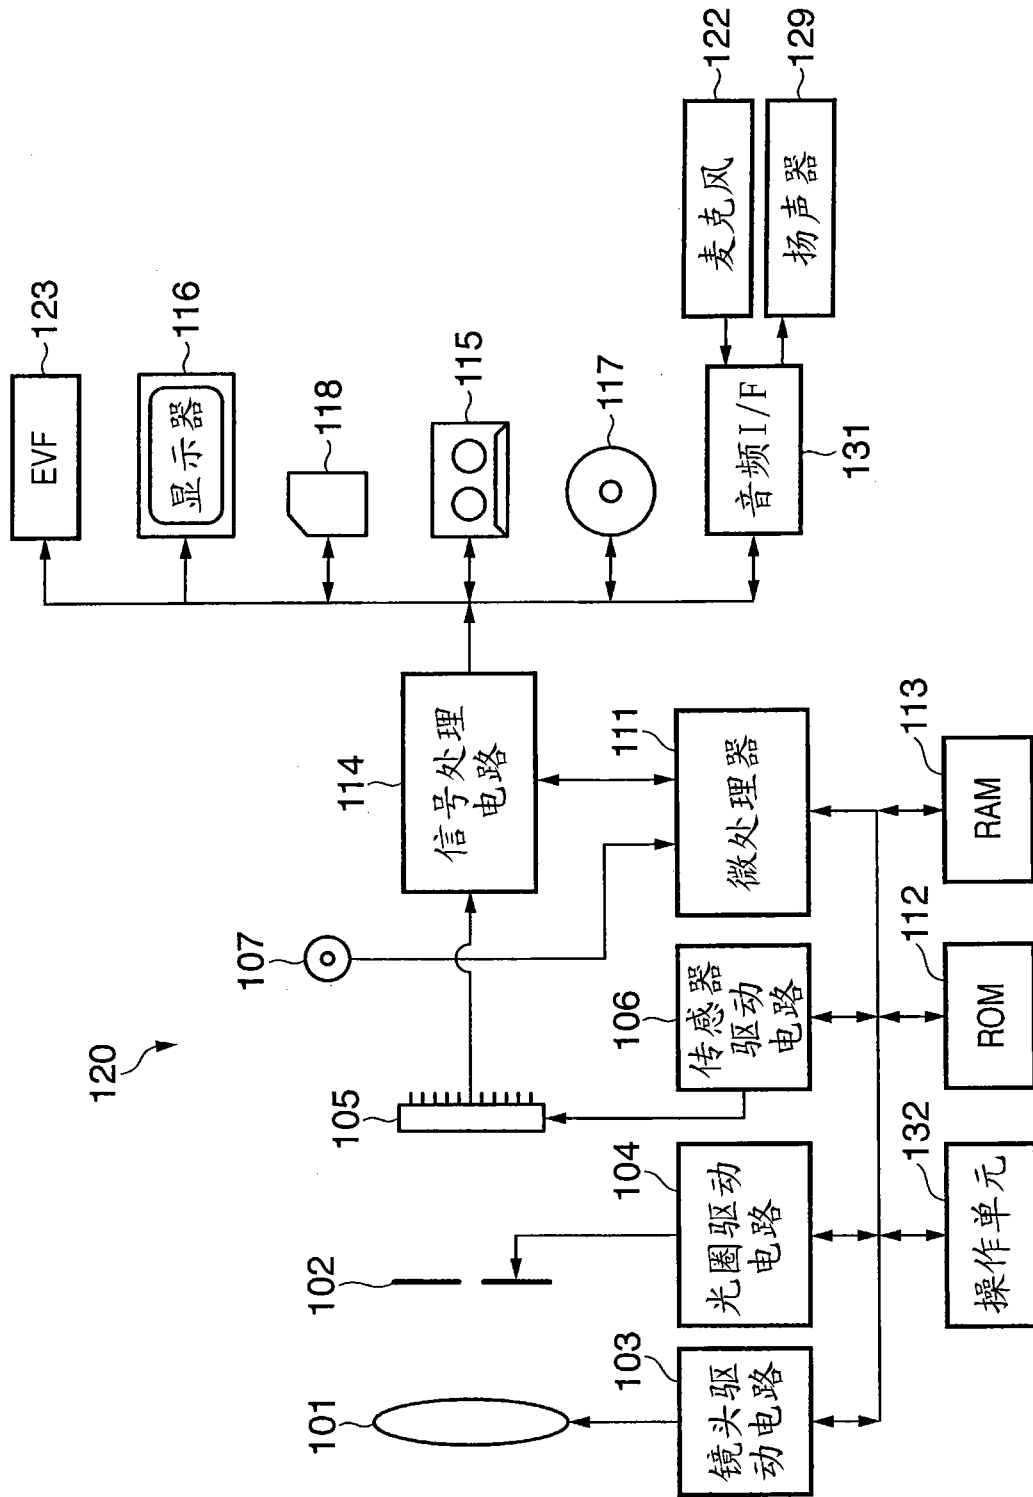 120
101
102
105
107
114
信号处理
电路
EVF
123
显示器
116
118
115
117
音频I/F
131
麦克风
122
扬声器
129
103
镜头驱
动电路
104
光圈驱动
电路
106
传感器
驱动
电路
111
微处理器
132
操作单元
112
ROM
113
RAM